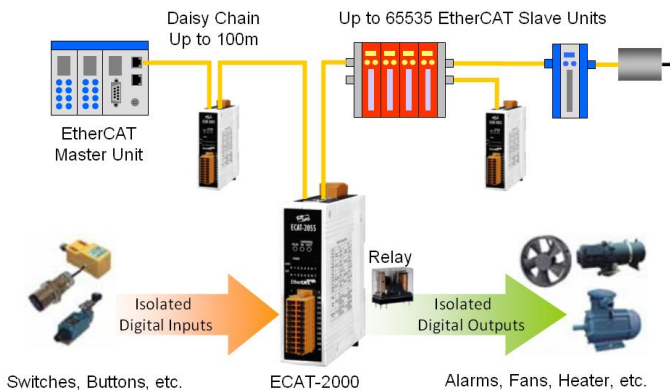 Daisy Chain
Up to 100m
Up to 65535 EtherCAT Slave Units
EtherCAT
Master Unit
ECAT-2055
Relay
Isolated
Digital Inputs
Isolated
Digital Outputs
Switches, Buttons, etc.
ECAT-2000
Alarms, Fans, Heater, etc.